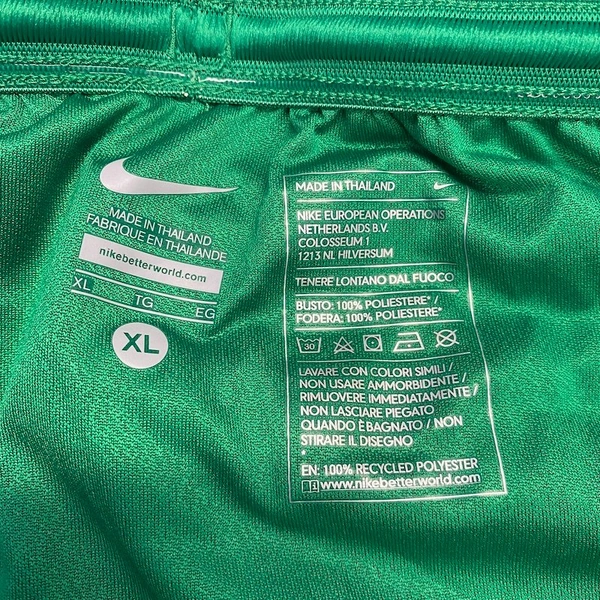 MADE IN THAILAND
FABRIQUE EN THAILANDE
nikebetterworld.com
XL TG EG
XL
MADE IN THAILAND
NIKE EUROPEAN OPERATIONS
NETHERLANDS B.V.
COLOSSEUM 1
1213 NL HILVERSUM
TENERE LONTANO DAL FUOCO
BUSTO: 100% POLIESTERE* /
FODERA: 100% POLIESTERE*
30
LAVARE CON COLORI SIMILI /
NON USARE AMMORBIDENTE /
RIMUOVERE IMMEDIATAMENTE /
NON LASCIARE PIEGATO
QUANDO È BAGNATO / NON
STIRARE IL DISEGNO
*
EN: 100% RECYCLED POLYESTER
www.nikebetterworld.com